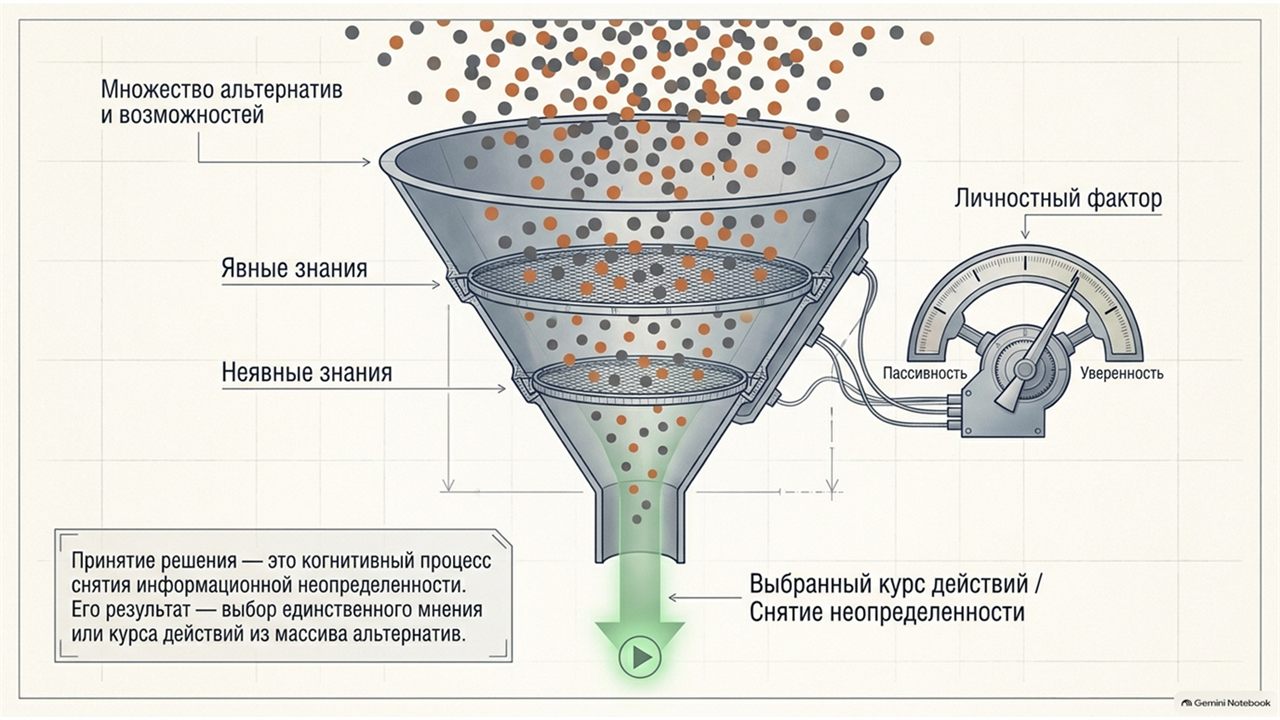 Множество альтернатив
и возможностей
Личностный фактор
Явные знания
Неявные знания
Пассивность
Уверенность
Принятие решения — это когнитивный процесс
снятия информационной неопределенности.
Его результат — выбор единственного мнения
или курса действий из массива альтернатив.
Выбранный курс действий /
Снятие неопределенности
Gemini Notebook